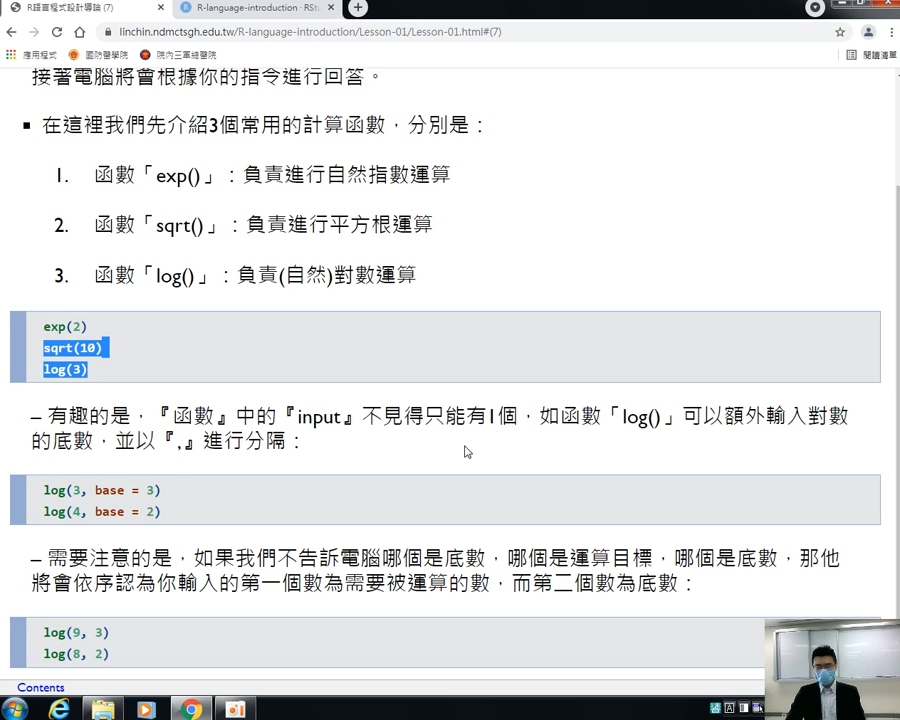 R語言程式設計導論 (7)
R-language-introduction · RStu
linchin.ndmctsgh.edu.tw/R-language-introduction/Lesson-01/Lesson-01.html#(7)
應用程式
國防醫學院
院內三軍總醫院
閱讀清單
接著電腦將會根據你的指令進行回答。
在這裡我們先介紹3個常用的計算函數，分別是：
1. 函數「exp()」：負責進行自然指數運算
2. 函數「sqrt()」：負責進行平方根運算
3. 函數「log()」：負責(自然)對數運算
exp(2)
sqrt(10)
log(3)
– 有趣的是，『函數』中的『input』不見得只能有1個，如函數「log()」可以額外輸入對數
的底數，並以『,』進行分隔：
log(3, base = 3)
log(4, base = 2)
– 需要注意的是，如果我們不告訴電腦哪個是底數，哪個是運算目標，哪個是底數，那他
將會依序認為你輸入的第一個數為需要被運算的數，而第二個數為底數：
log(9, 3)
log(8, 2)
Contents